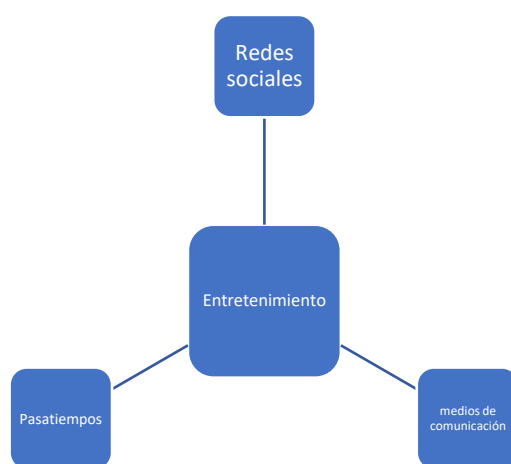 Redes
sociales
Entretenimiento
Pasatiempos
medios de
comunicación